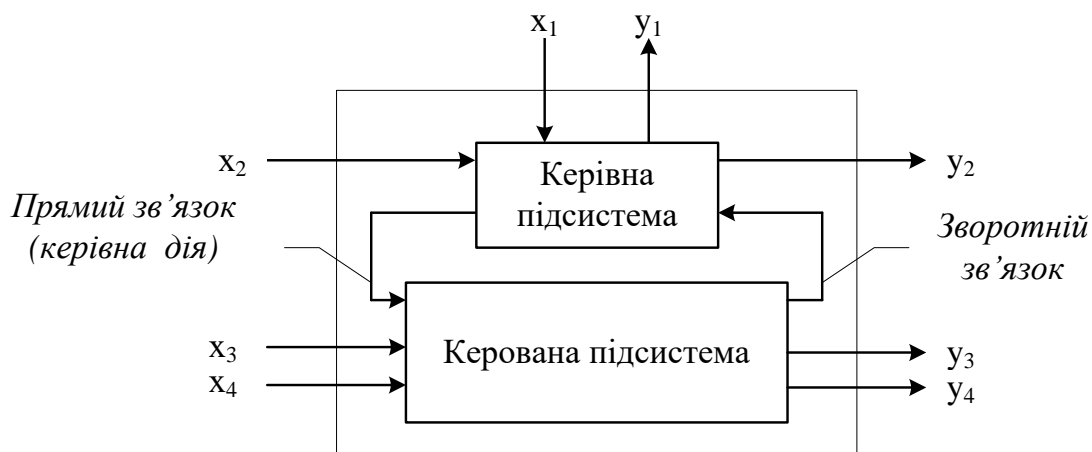 x₁ y₁
x₂
Керівна
підсистема
y₂
Прямий зв’язок
(керівна дія)
Зворотній
зв’язок
x₃
x₄
Керована підсистема
y₃
y₄